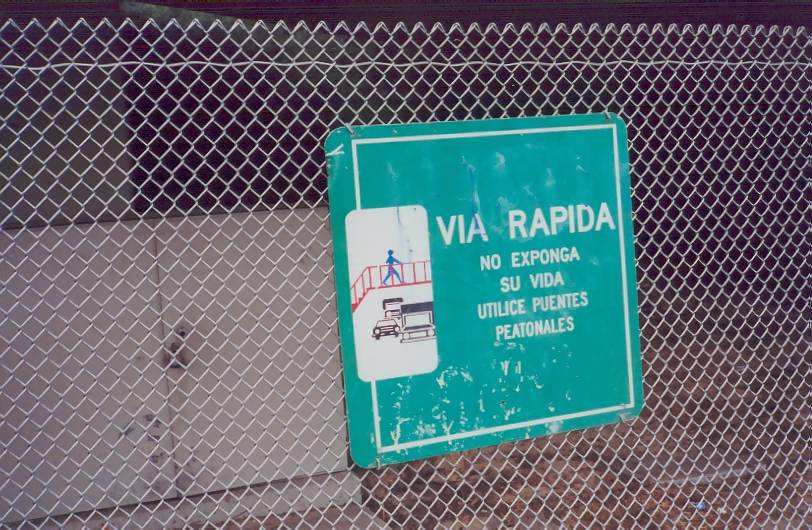 VIA RAPIDA
NO EXPONGA
SU VIDA
UTILICE PUENTES
PEATONALES